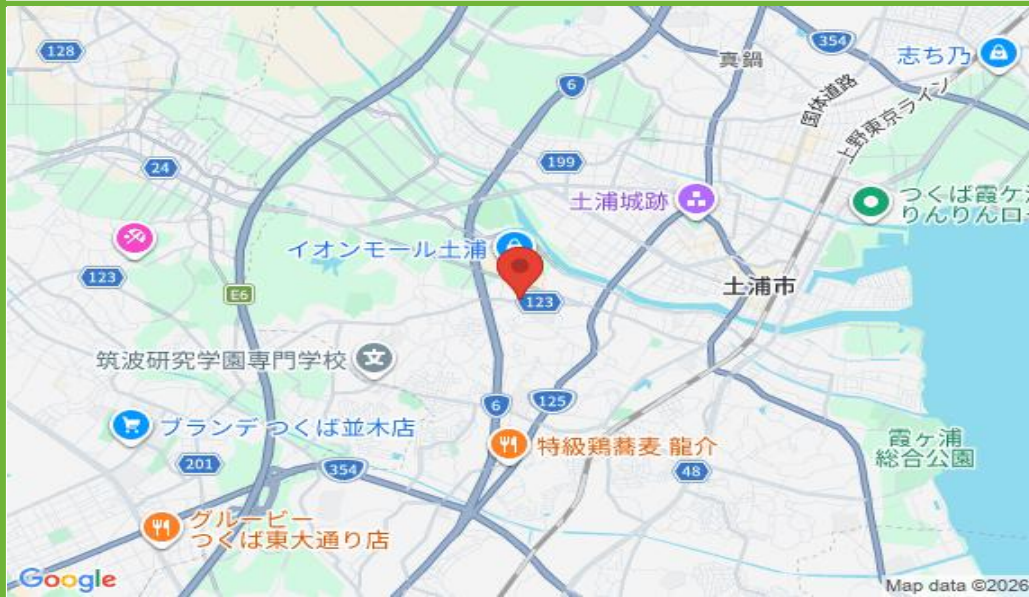 128
354
志ち乃
真鍋
6
国体道路
上野東京ライン
24
199
土浦城跡
つくば霞ケ
りんりんロ
イオンモール土浦
123
E6
123
土浦市
筑波研究学園専門学校
6
125
ブランデ つくば並木店
特級鶏蕎麦 龍介
霞ヶ浦
総合公園
201
354
48
グルービー
つくば東大通り店
Google
Map data ©2026